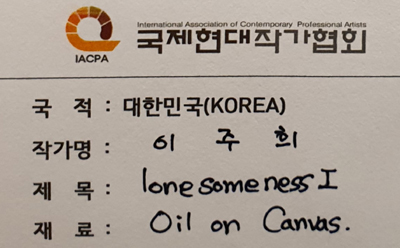 International Association of Contemporary Professional Artists
국제현대작가협회
IACPA
국 적 : 대한민국(KOREA)
작가명 : 이 주 희
제 목 : lonesomeness I
재 료 : Oil on Canvas.